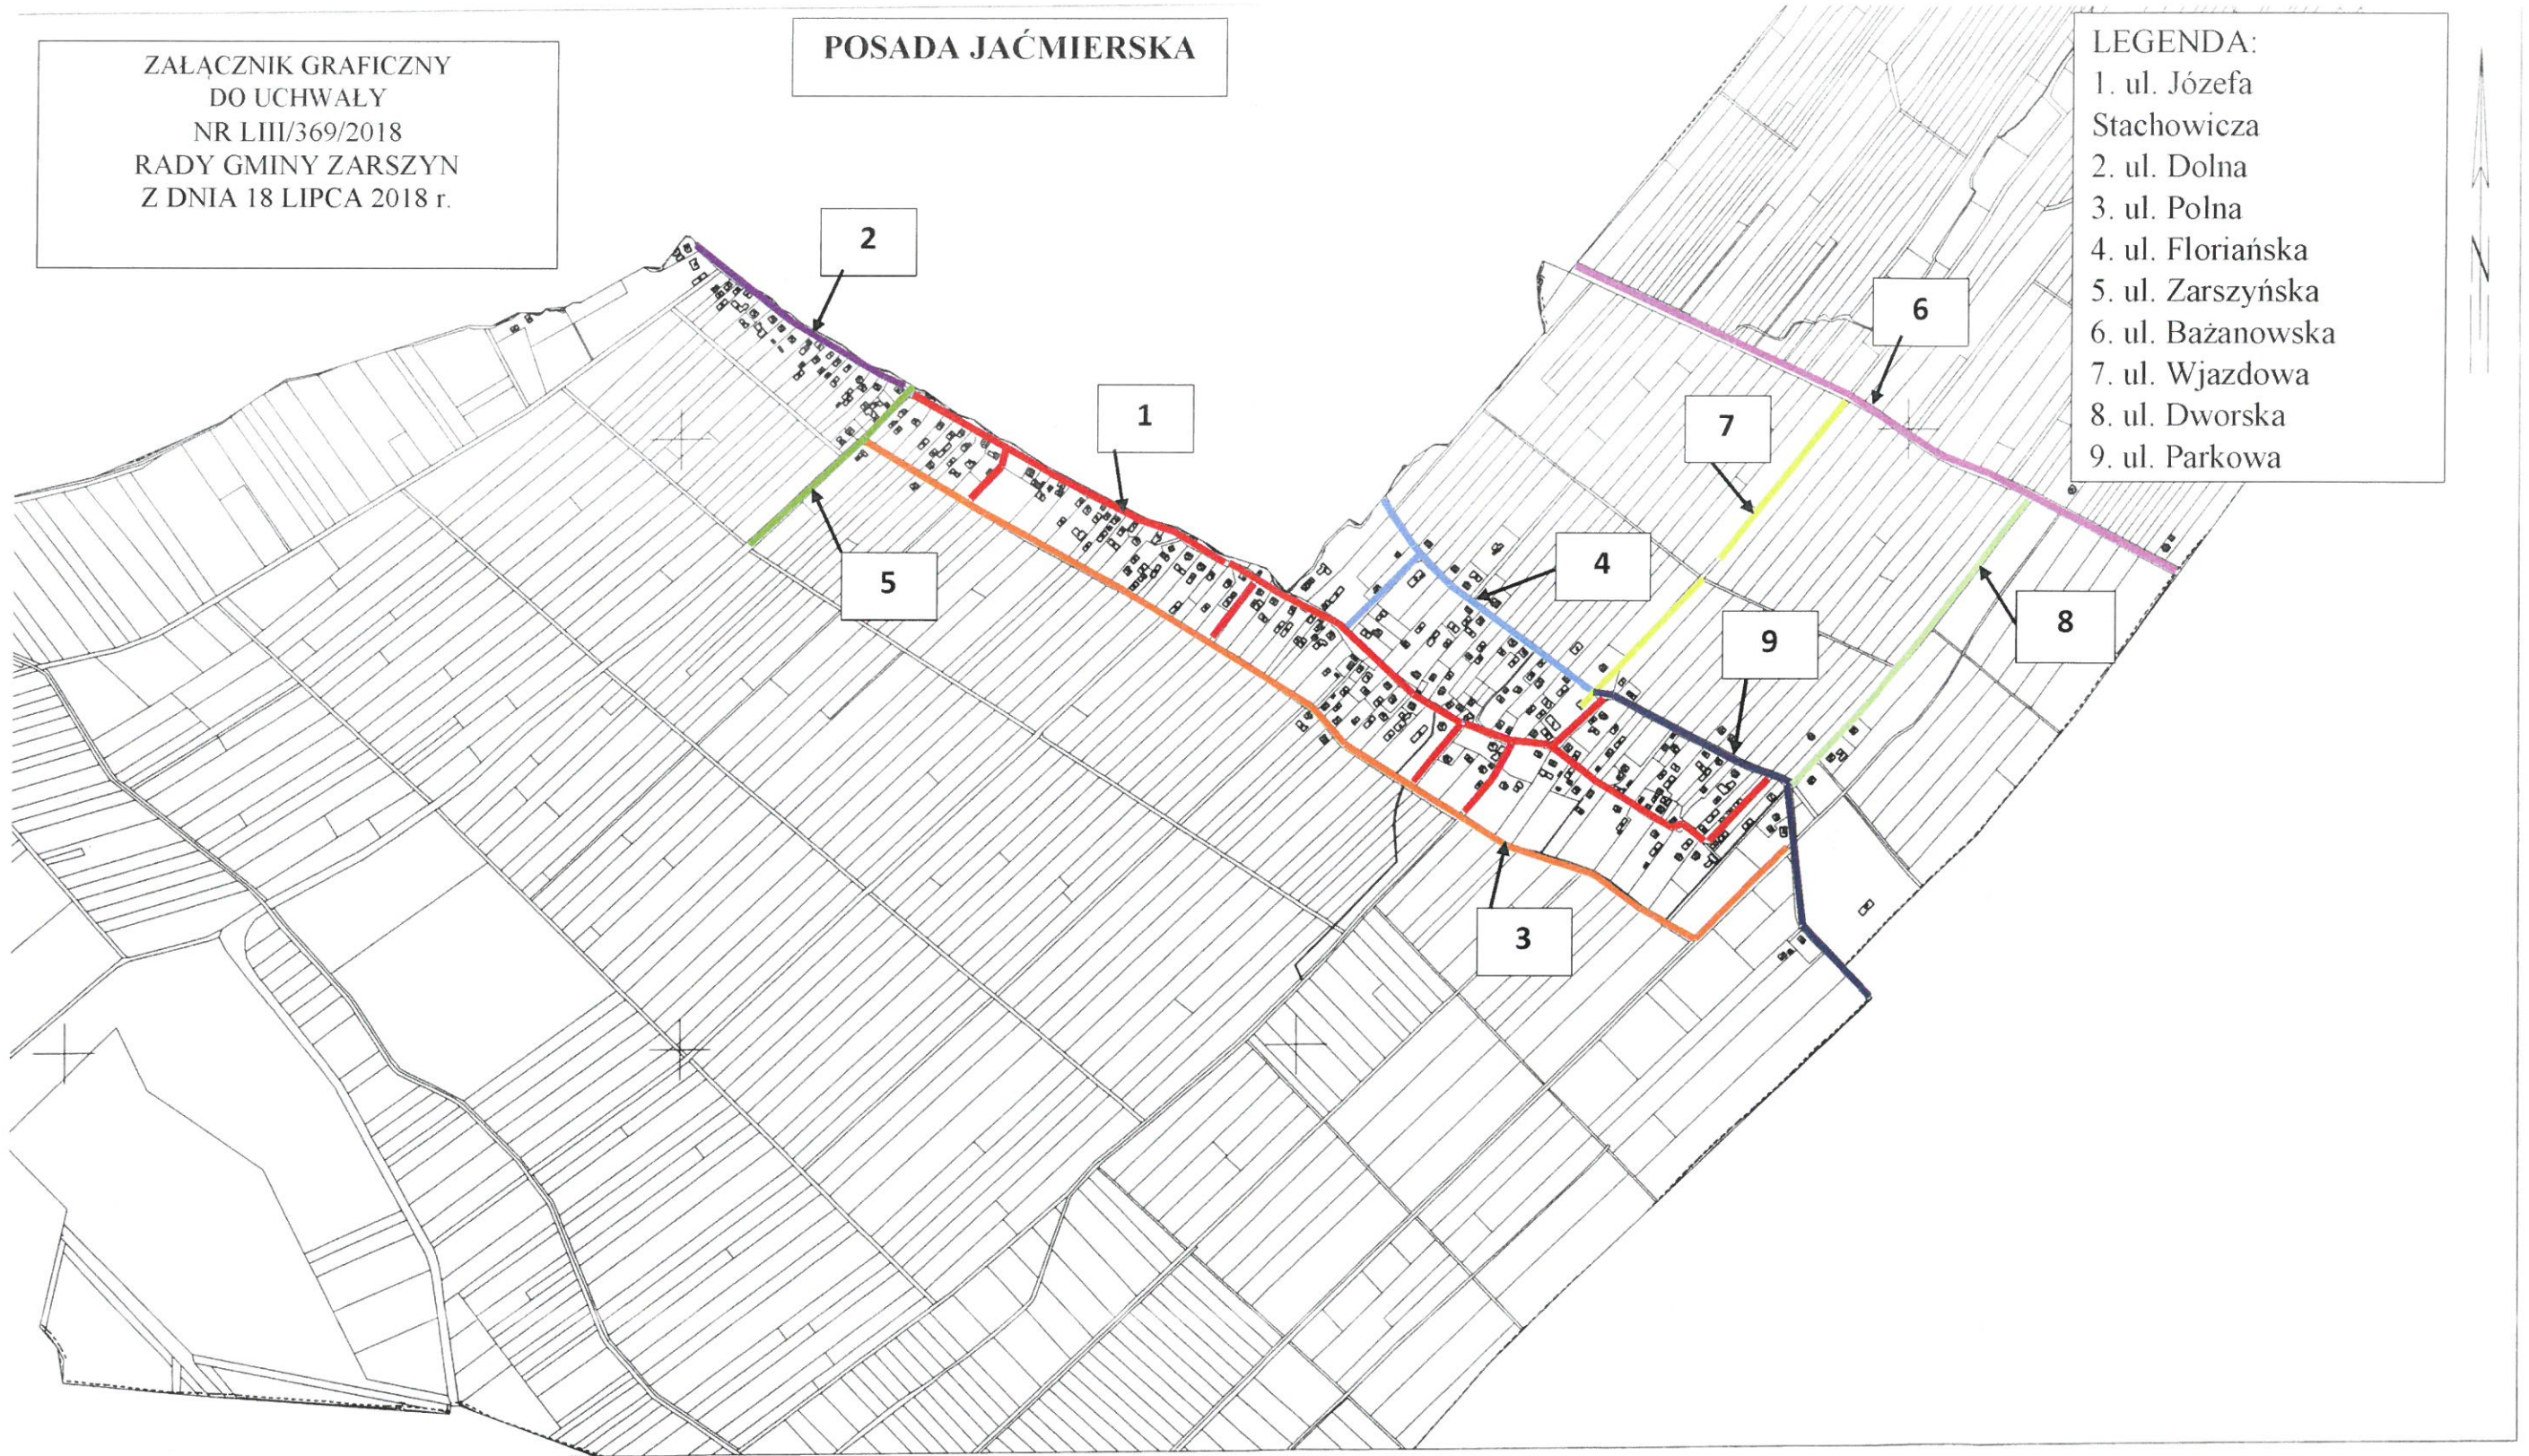 ZAŁĄCZNIK GRAFICZNY
DO UCHWAŁY
NR LIII/369/2018
RADY GMINY ZARSZYN
Z DNIA 18 LIPCA 2018 r.
POSADA JAĆMIERSKA
LEGENDA:
1. ul. Józefa
Stachowicza
2. ul. Dolna
3. ul. Polna
4. ul. Floriańska
5. ul. Zarszyńska
6. ul. Bażanowska
7. ul. Wjazdowa
8. ul. Dworska
9. ul. Parkowa
N
2
6
1
7
4
5
8
9
3